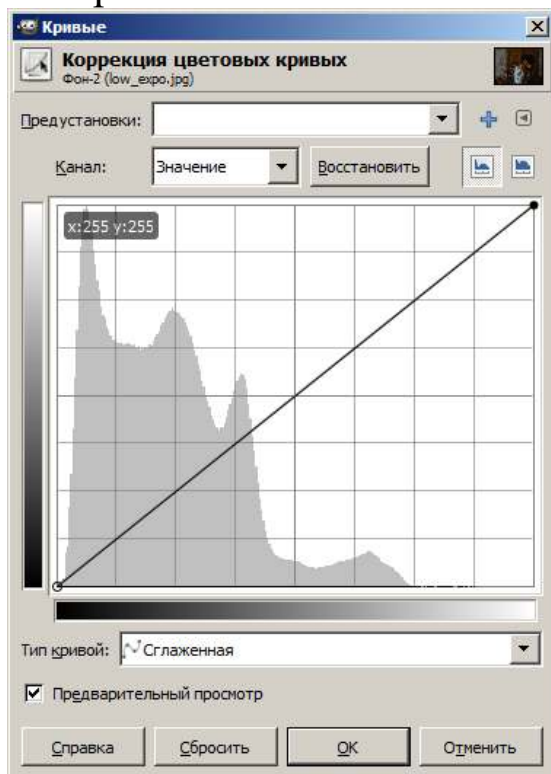 Кривые
Коррекция цветовых кривых
Фон-2 (low_expo.jpg)
Предустановки:
Канал: Значение Восстановить
x:255 y:255
Тип кривой: Сглаженная
Предварительный просмотр
Справка Сбросить OK Отменить